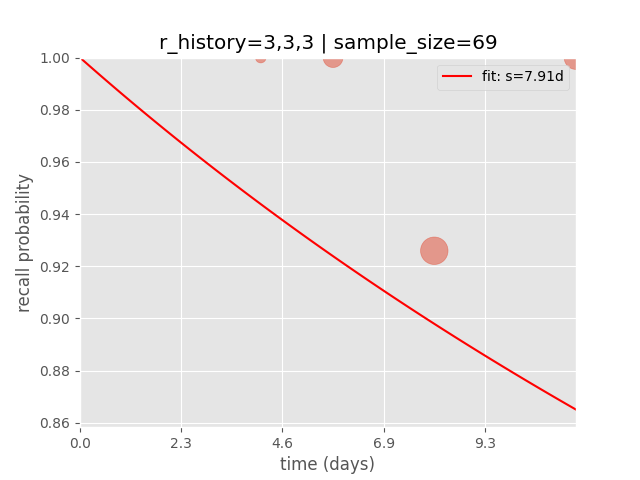 r_history=3,3,3 | sample_size=69
fit: s=7.91d
recall probability
1.00
0.98
0.96
0.94
0.92
0.90
0.88
0.86
0.0 2.3 4.6 6.9 9.3
time (days)